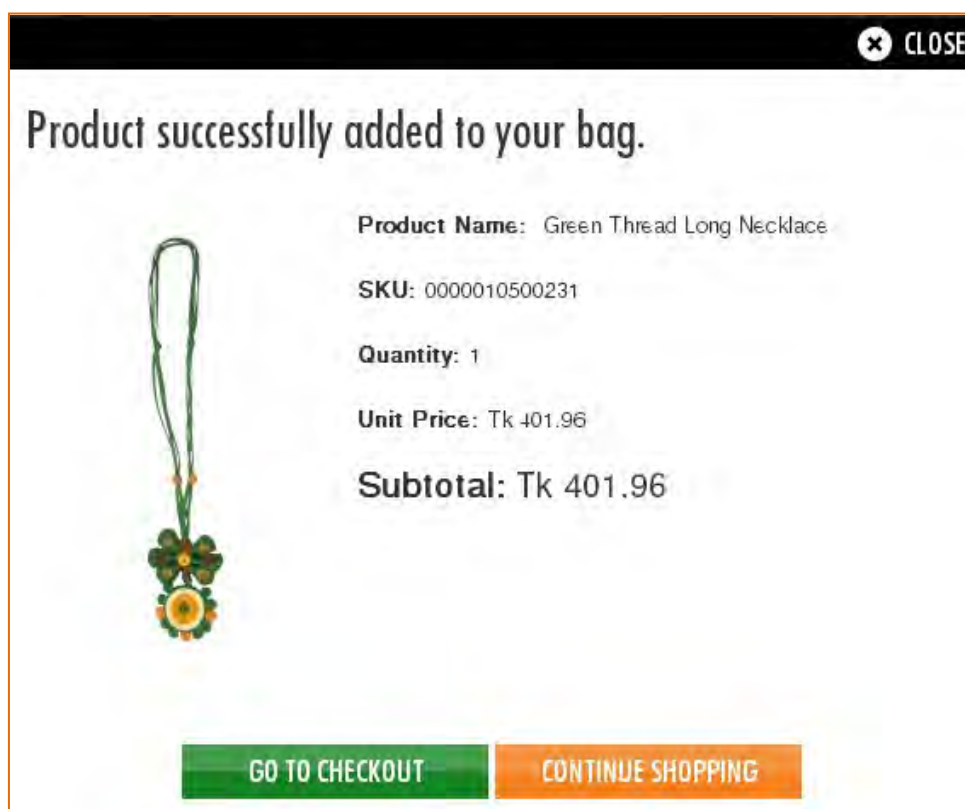 CLOSE
Product successfully added to your bag.
Product Name: Green Thread Long Necklace
SKU: 0000010500231
Quantity: 1
Unit Price: Tk 401.96
Subtotal: Tk 401.96
GO TO CHECKOUT
CONTINUE SHOPPING